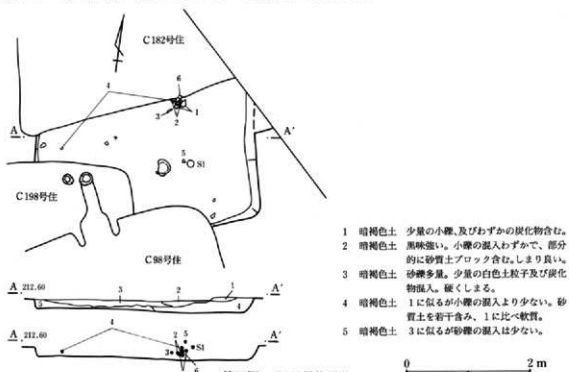 C182号住
6
4
3
2
1
A
A'
5
S1
C198号住
C98号住
1 暗褐色土 少量の小礫、及びわずかの炭化物含む。
2 暗褐色土 黒味強い。小礫の混入わずかで、部分
的に砂質土ブロック含む。しまり良い。
3 暗褐色土 砂礫多量。少量の白色土粒子及び炭化
物混入。硬くしまる。
4 暗褐色土 1に似るが小礫の混入より少ない。砂
質土を若干含み、1に比べ軟質。
5 暗褐色土 3に似るが砂礫の混入は少ない。
A 212.60
3
2
1
A'
5
4
A 212.60
4
2
5
A'
3
S1
6
0 2m